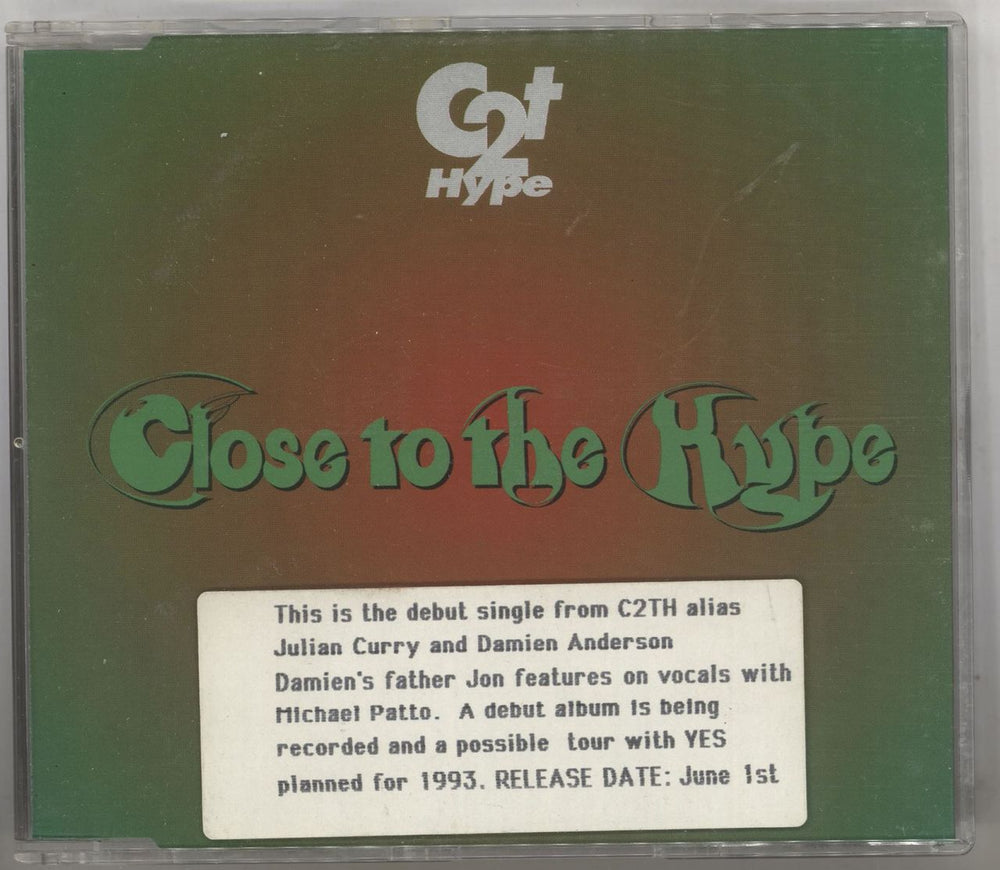 C2t
Hype
Close to the Hype
This is the debut single from C2TH alias
Julian Curry and Damien Anderson
Damien's father Jon features on vocals with
Michael Patto. A debut album is being
recorded and a possible tour with YES
planned for 1993. RELEASE DATE: June 1st